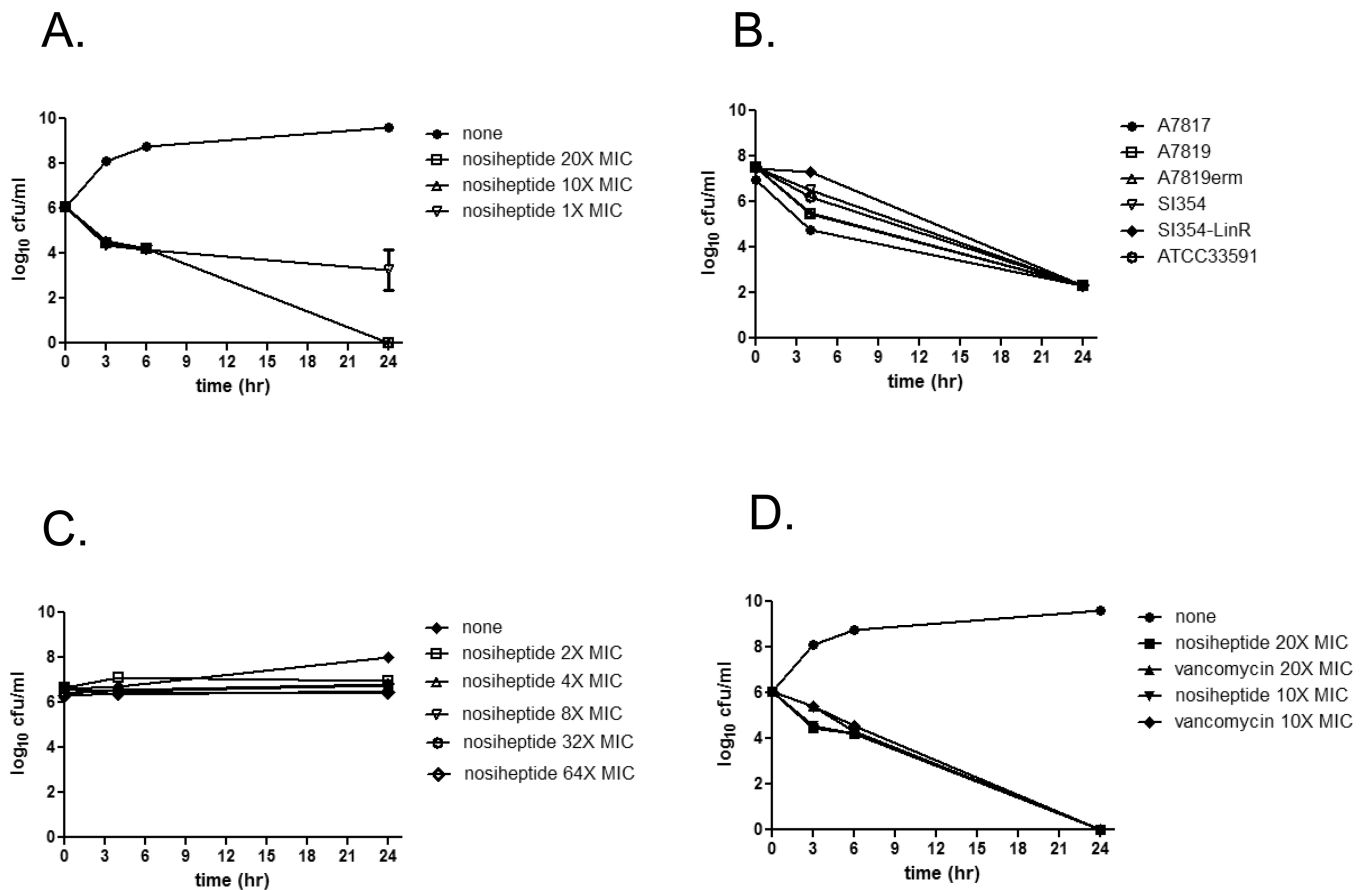 A.
10
8
6
4
2
0
log10 cfu/ml
0 3 6 9 12 15 18 21 24
time (hr)
none
nosiheptide 20X MIC
nosiheptide 10X MIC
nosiheptide 1X MIC
B.
10
8
6
4
2
0
log10 cfu/ml
0 3 6 9 12 15 18 21 24
time (hr)
A7817
A7819
A7819erm
SI354
SI354-LinR
ATCC33591
C.
10
8
6
4
2
0
log10 cfu/ml
0 3 6 9 12 15 18 21 24
time (hr)
none
nosiheptide 2X MIC
nosiheptide 4X MIC
nosiheptide 8X MIC
nosiheptide 32X MIC
nosiheptide 64X MIC
D.
10
8
6
4
2
0
log10 cfu/ml
0 3 6 9 12 15 18 21 24
time (hr)
none
nosiheptide 20X MIC
vancomycin 20X MIC
nosiheptide 10X MIC
vancomycin 10X MIC